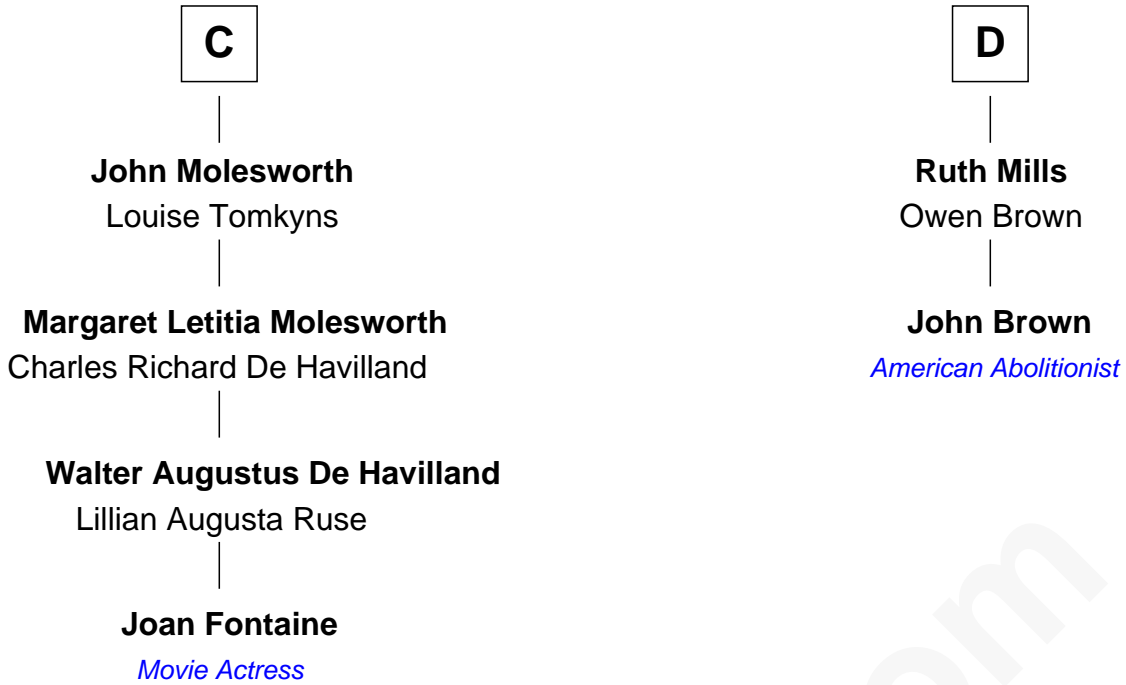 C
John Molesworth
Louise Tomkyns
Margaret Letitia Molesworth
Charles Richard De Havilland
Walter Augustus De Havilland
Lillian Augusta Ruse
Joan Fontaine
Movie Actress
D
Ruth Mills
Owen Brown
John Brown
American Abolitionist
om